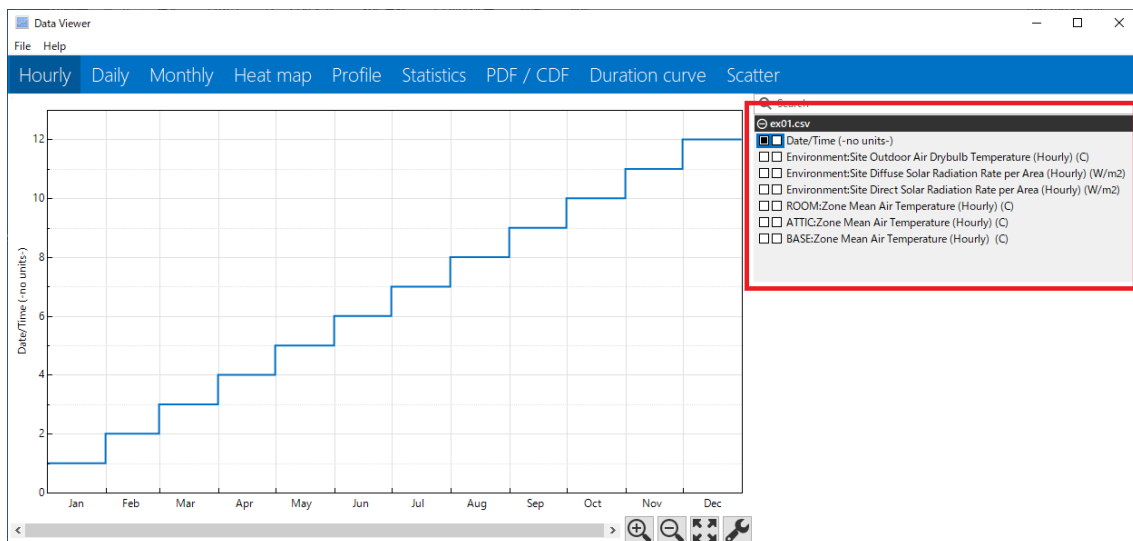 Data Viewer
File Help
Hourly Daily Monthly Heat map Profile Statistics PDF / CDF Duration curve Scatter
Search
ex01.csv
Date/Time (-no units-)
Environment:Site Outdoor Air Drybulb Temperature (Hourly) (C)
Environment:Site Diffuse Solar Radiation Rate per Area (Hourly) (W/m2)
Environment:Site Direct Solar Radiation Rate per Area (Hourly) (W/m2)
ROOM:Zone Mean Air Temperature (Hourly) (C)
ATTIC:Zone Mean Air Temperature (Hourly) (C)
BASE:Zone Mean Air Temperature (Hourly) (C)
Date/Time (-no units-)
12
10
8
6
4
2
0
Jan Feb Mar Apr May Jun Jul Aug Sep Oct Nov Dec